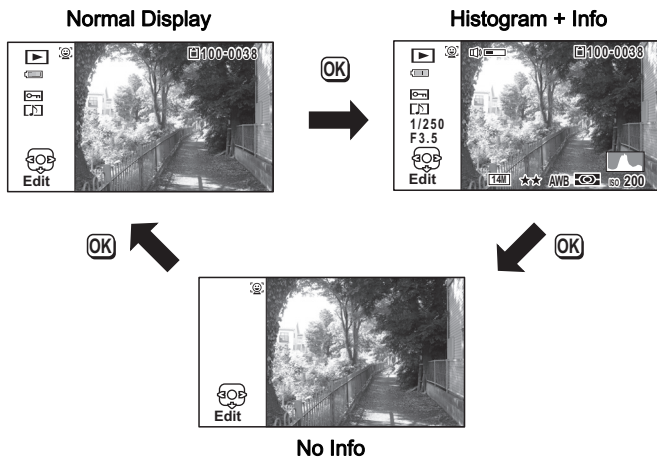 Normal Display
100-0038
Edit
OK
Histogram + Info
100-0038
1/250
F3.5
Edit
14M ★★ AWB ISO 200
OK
OK
Edit
No Info